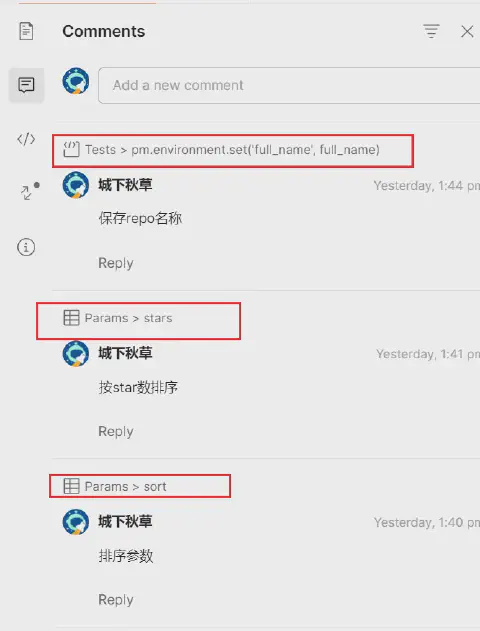 Comments
Add a new comment
Tests > pm.environment.set('full_name', full_name)
城下秋草
Yesterday, 1:44 pm
保存repo名称
Reply
Params > stars
城下秋草
Yesterday, 1:41 pm
按star数排序
Reply
Params > sort
城下秋草
Yesterday, 1:40 pm
排序参数
Reply